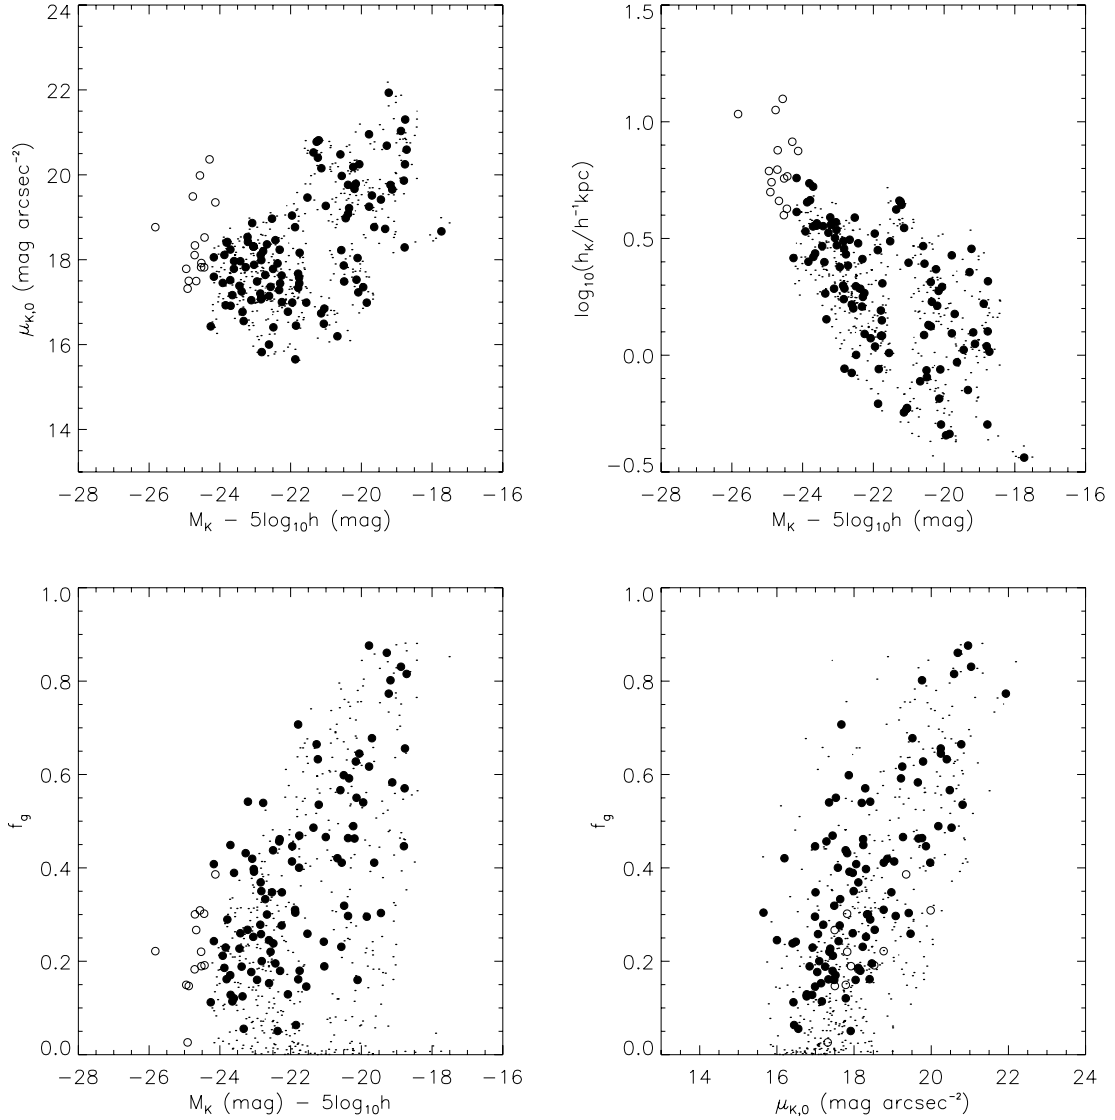 24
22
20
18
16
14
μK,0 (mag arcsec−2)
−28 −26 −24 −22 −20 −18 −16
MK − 5log10h (mag)
1.5
1.0
0.5
0.0
−0.5
log10(hK/h−1kpc)
−28 −26 −24 −22 −20 −18 −16
MK − 5log10h (mag)
1.0
0.8
0.6
0.4
0.2
0.0
fg
−28 −26 −24 −22 −20 −18 −16
MK (mag) − 5log10h
1.0
0.8
0.6
0.4
0.2
0.0
fg
14 16 18 20 22 24
μK,0 (mag arcsec−2)